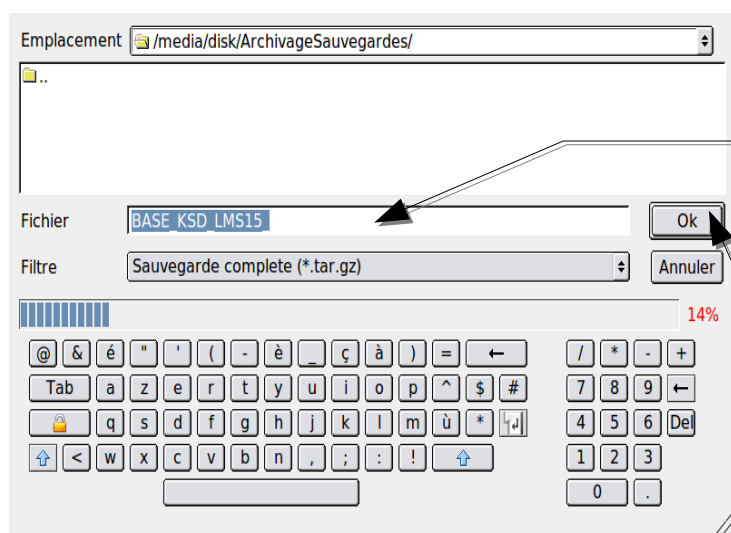 Emplacement /media/disk/ArchivageSauvegardes/
..
Fichier BASE_KSD_LMS15_ Ok
Filtre Sauvegarde complete (*.tar.gz) Annuler
14%
@ & é " ' ( - è _ ç à ) = ← / * - +
Tab a z e r t y u i o p ^ $ # 7 8 9 ←
q s d f g h j k l m ù * 4 5 6 Del
< w x c v b n , ; : ! 1 2 3
0 .